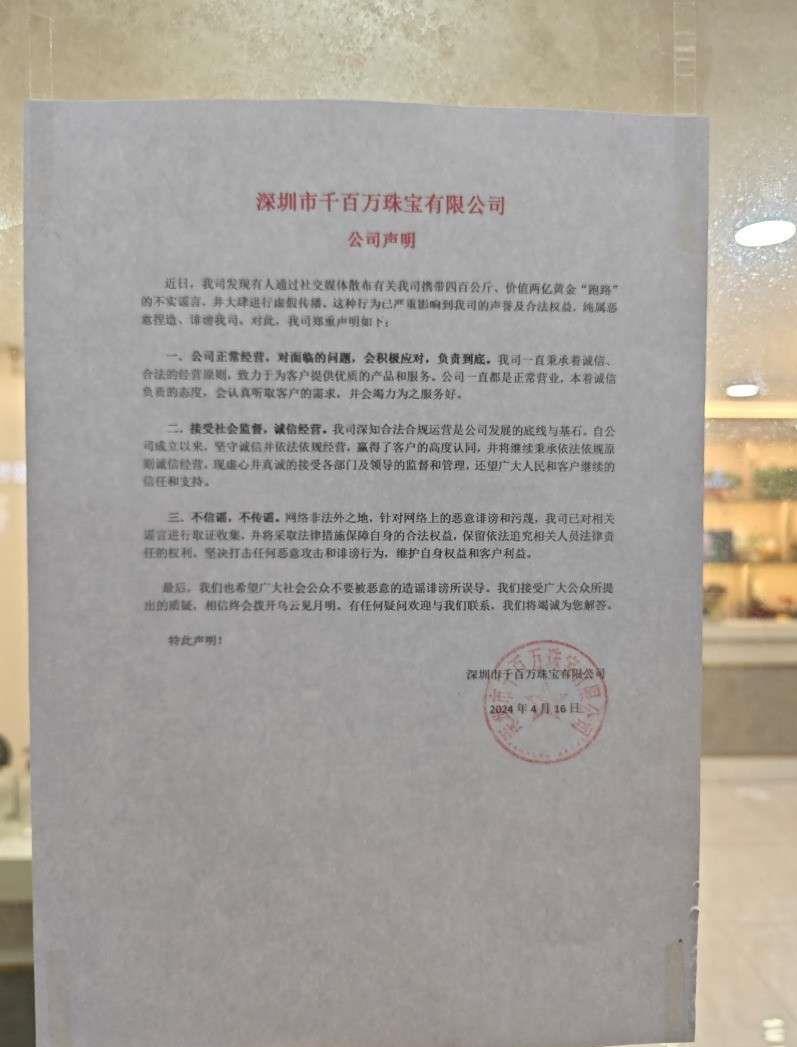 深圳市千百万珠宝有限公司
公司声明
近日，我司发现有人通过社交媒体散布有关我司携带四百公斤、价值两亿黄金“跑路”
的不实谣言，并大肆进行虚假传播。这种行为已严重影响到我司的声誉及合法权益，纯属恶
意捏造、诽谤我司。对此，我司郑重声明如下：
一、公司正常经营，对面临的问题，会积极应对，负责到底。我司一直秉承着诚信、
合法的经营原则，致力于为客户提供优质的产品和服务。公司一直都是正常营业，本着诚信
负责的态度，会认真听取客户的需求，并会竭力为之服务好。
二、接受社会监督，诚信经营。我司深知合法合规运营是公司发展的底线与基石。自公
司成立以来，坚守诚信并依法依规经营，赢得了客户的高度认同，并将继续秉承依法依规原
则诚信经营，现虚心并真诚的接受各部门及领导的监督和管理，还望广大人民和客户继续的
信任和支持。
三、不信谣，不传谣。网络非法外之地，针对网络上的恶意诽谤和污蔑，我司已对相关
谣言进行取证收集，并将采取法律措施保障自身的合法权益，保留依法追究相关人员法律责
任的权利，坚决打击任何恶意攻击和诽谤行为，维护自身权益和客户利益。
最后，我们也希望广大社会公众不要被恶意的造谣诽谤所误导。我们接受广大公众所提
出的质疑，相信终会拨开乌云见月明。有任何疑问欢迎与我们联系，我们将竭诚为您解答。
特此声明！
深圳市千百万珠宝有限公司
2024 年 4 月 16 日
深圳市千百万珠宝有限公司